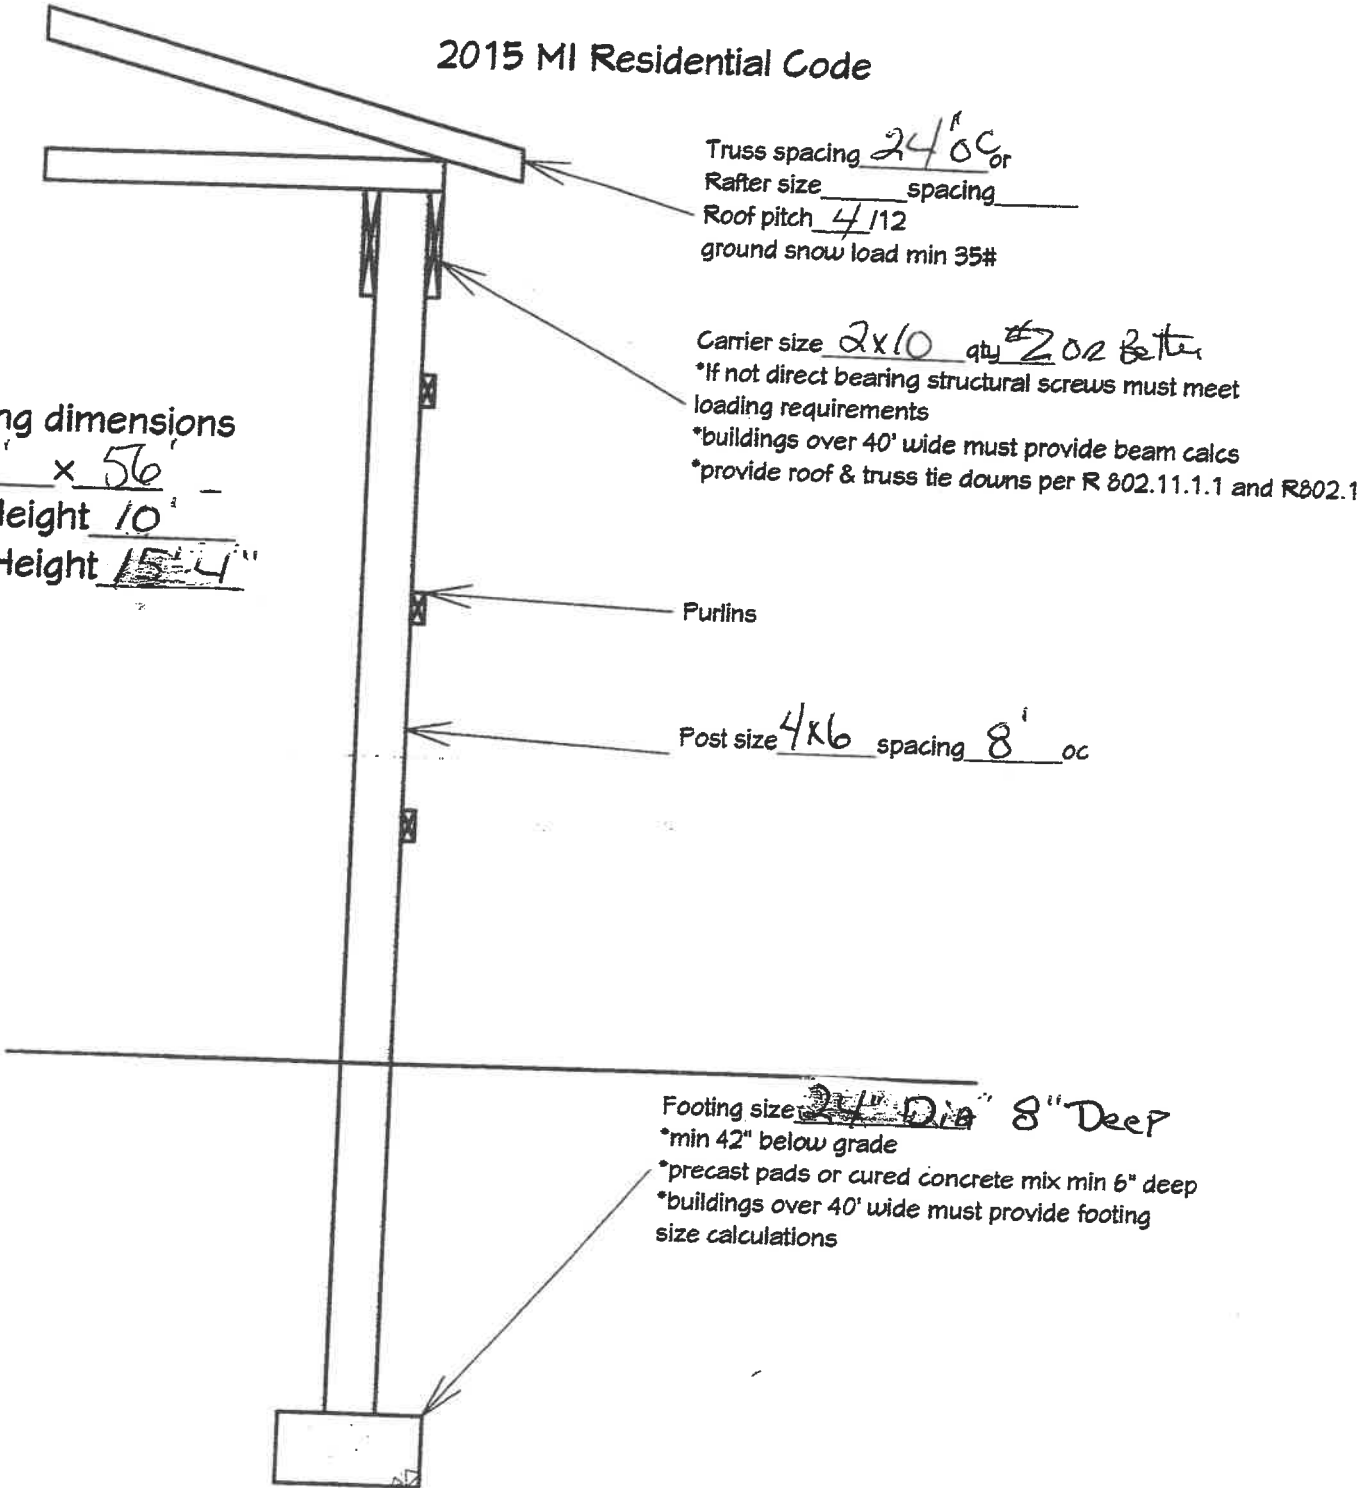 2015 MI Residential Code
Truss spacing 24" OC or
Rafter size______spacing______
Roof pitch 4/12
ground snow load min 35#
Carrier size 2x10 qty #2 OR Better
*If not direct bearing structural screws must meet
loading requirements
*buildings over 40' wide must provide beam calcs
*provide roof & truss tie downs per R 802.11.1.1 and R802.1
ng dimensions
' x 56'
eight 10'
Height 15'-4"
Purlins
Post size 4x6 spacing 8' oc
Footing size 24" Dia" 8" Deep
*min 42" below grade
*precast pads or cured concrete mix min 6" deep
*buildings over 40' wide must provide footing
size calculations